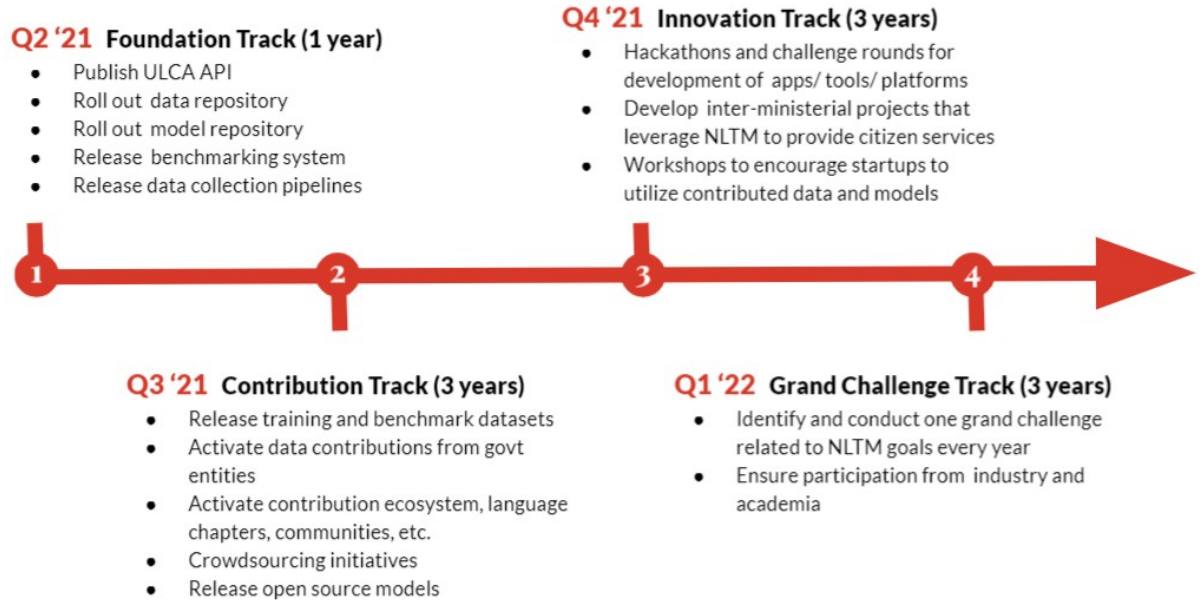 Q2 ‘21 Foundation Track (1 year)
● Publish ULCA API
● Roll out data repository
● Roll out model repository
● Release benchmarking system
● Release data collection pipelines
Q4 ‘21 Innovation Track (3 years)
● Hackathons and challenge rounds for
development of apps/ tools/ platforms
● Develop inter-ministerial projects that
leverage NLTM to provide citizen services
● Workshops to encourage startups to
utilize contributed data and models
1
2
3
4
Q3 ‘21 Contribution Track (3 years)
● Release training and benchmark datasets
● Activate data contributions from govt
entities
● Activate contribution ecosystem, language
chapters, communities, etc.
● Crowdsourcing initiatives
● Release open source models
Q1 ‘22 Grand Challenge Track (3 years)
● Identify and conduct one grand challenge
related to NLTM goals every year
● Ensure participation from industry and
academia